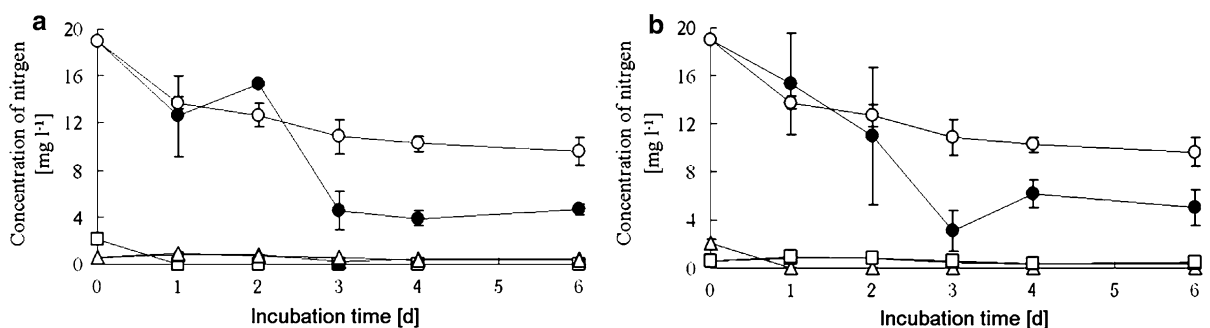 a
Concentration of nitrgen
[mg l-1]
20
16
12
8
4
0
0 1 2 3 4 5 6
Incubation time [d]
b
Concentration of nitrgen
[mg l-1]
20
16
12
8
4
0
0 1 2 3 4 5 6
Incubation time [d]